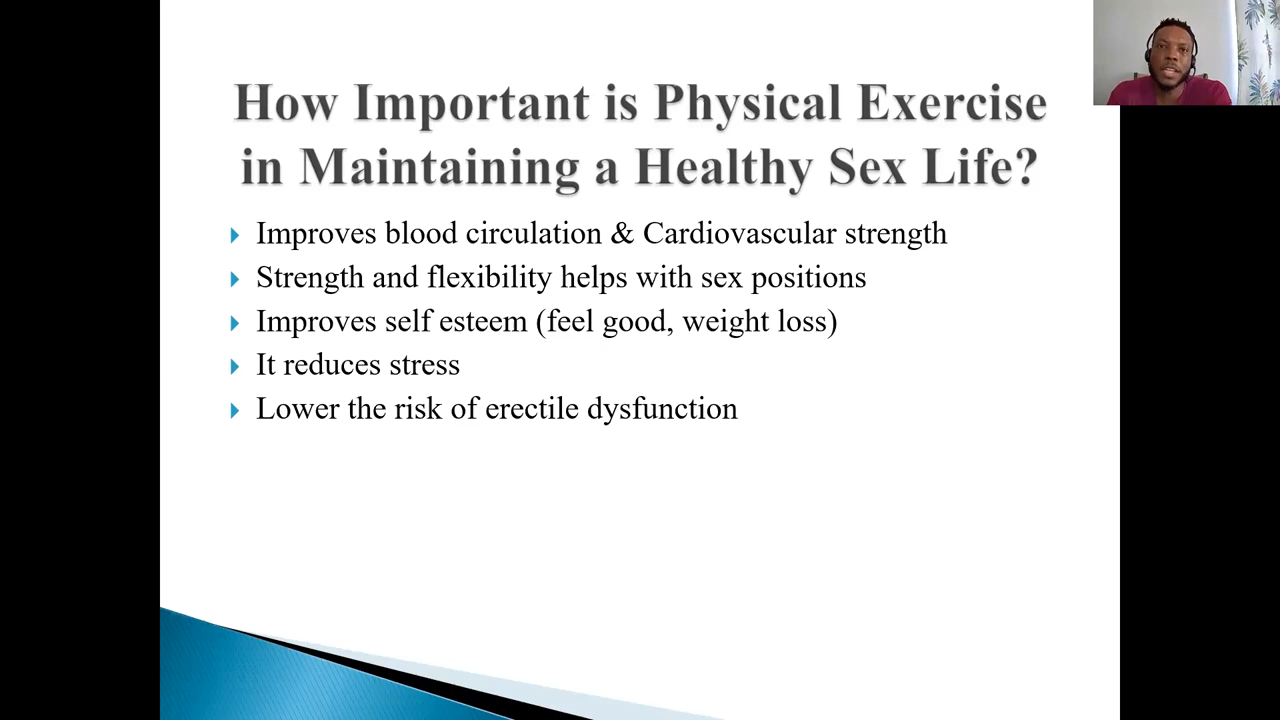 How Important is Physical Exercise
in Maintaining a Healthy Sex Life?
Improves blood circulation & Cardiovascular strength
Strength and flexibility helps with sex positions
Improves self esteem (feel good, weight loss)
It reduces stress
Lower the risk of erectile dysfunction